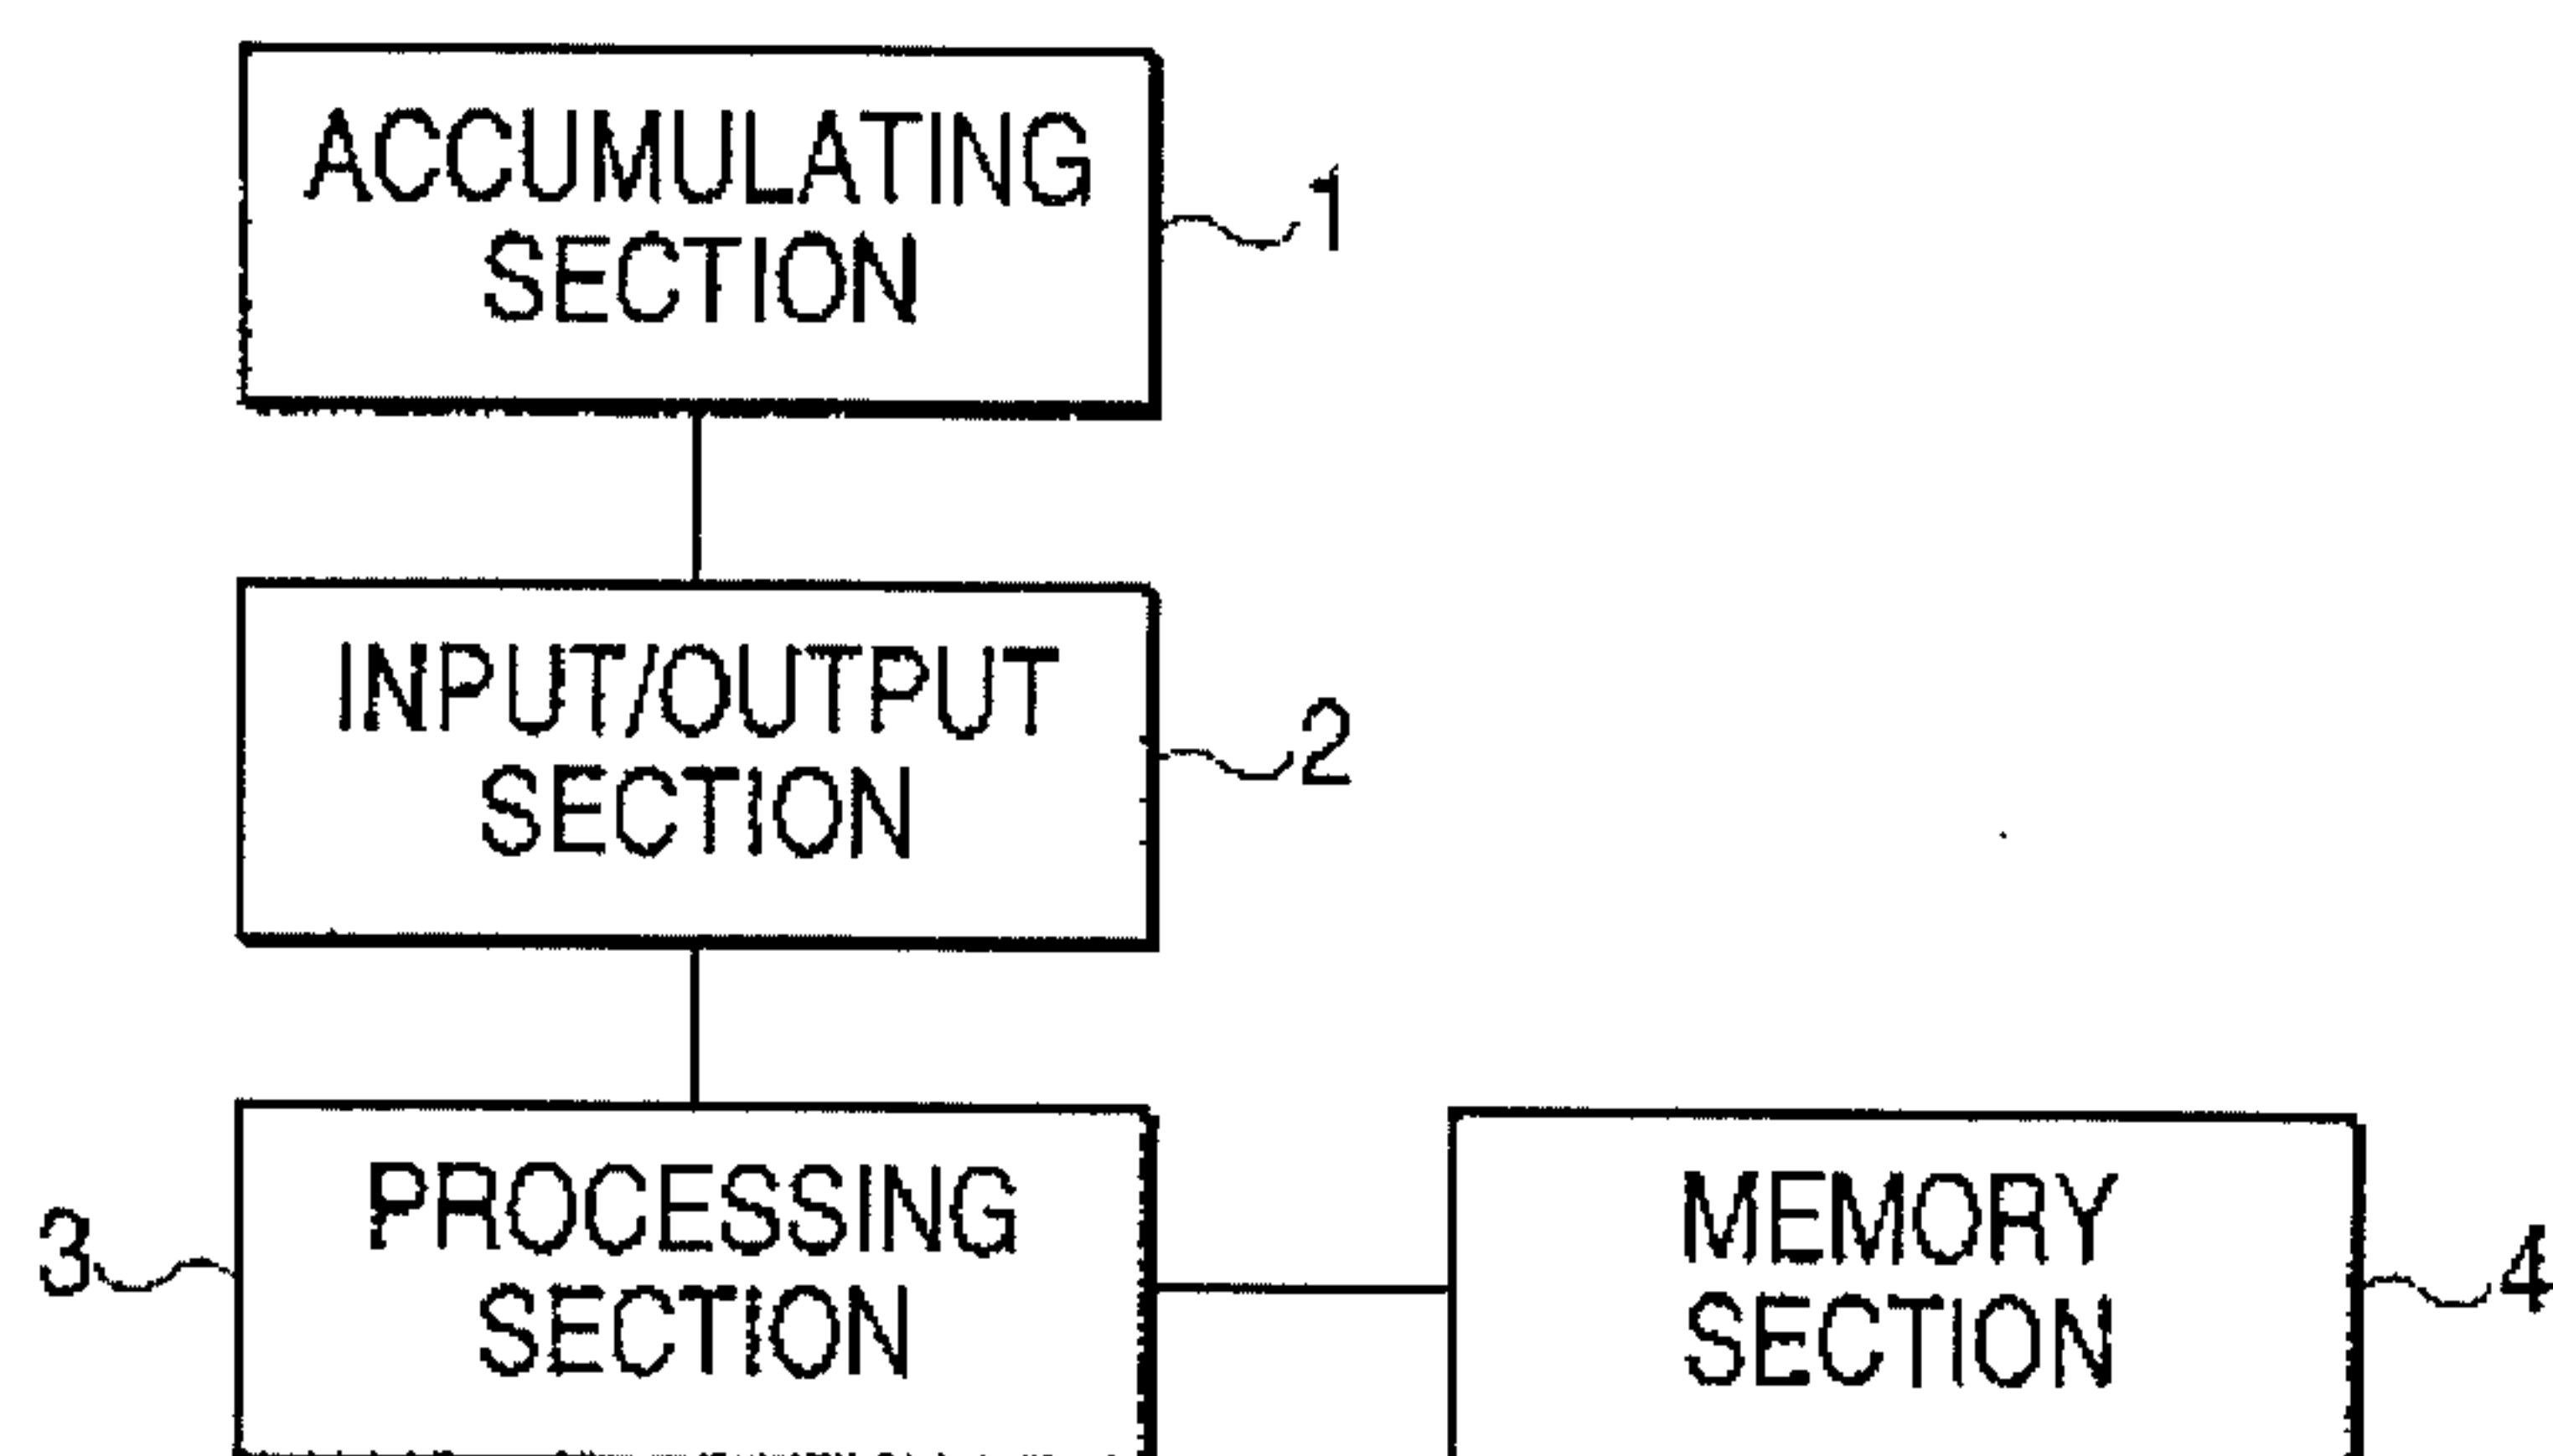 ACCUMULATING
SECTION
1
INPUT/OUTPUT
SECTION
2
3
PROCESSING
SECTION
MEMORY
SECTION
4